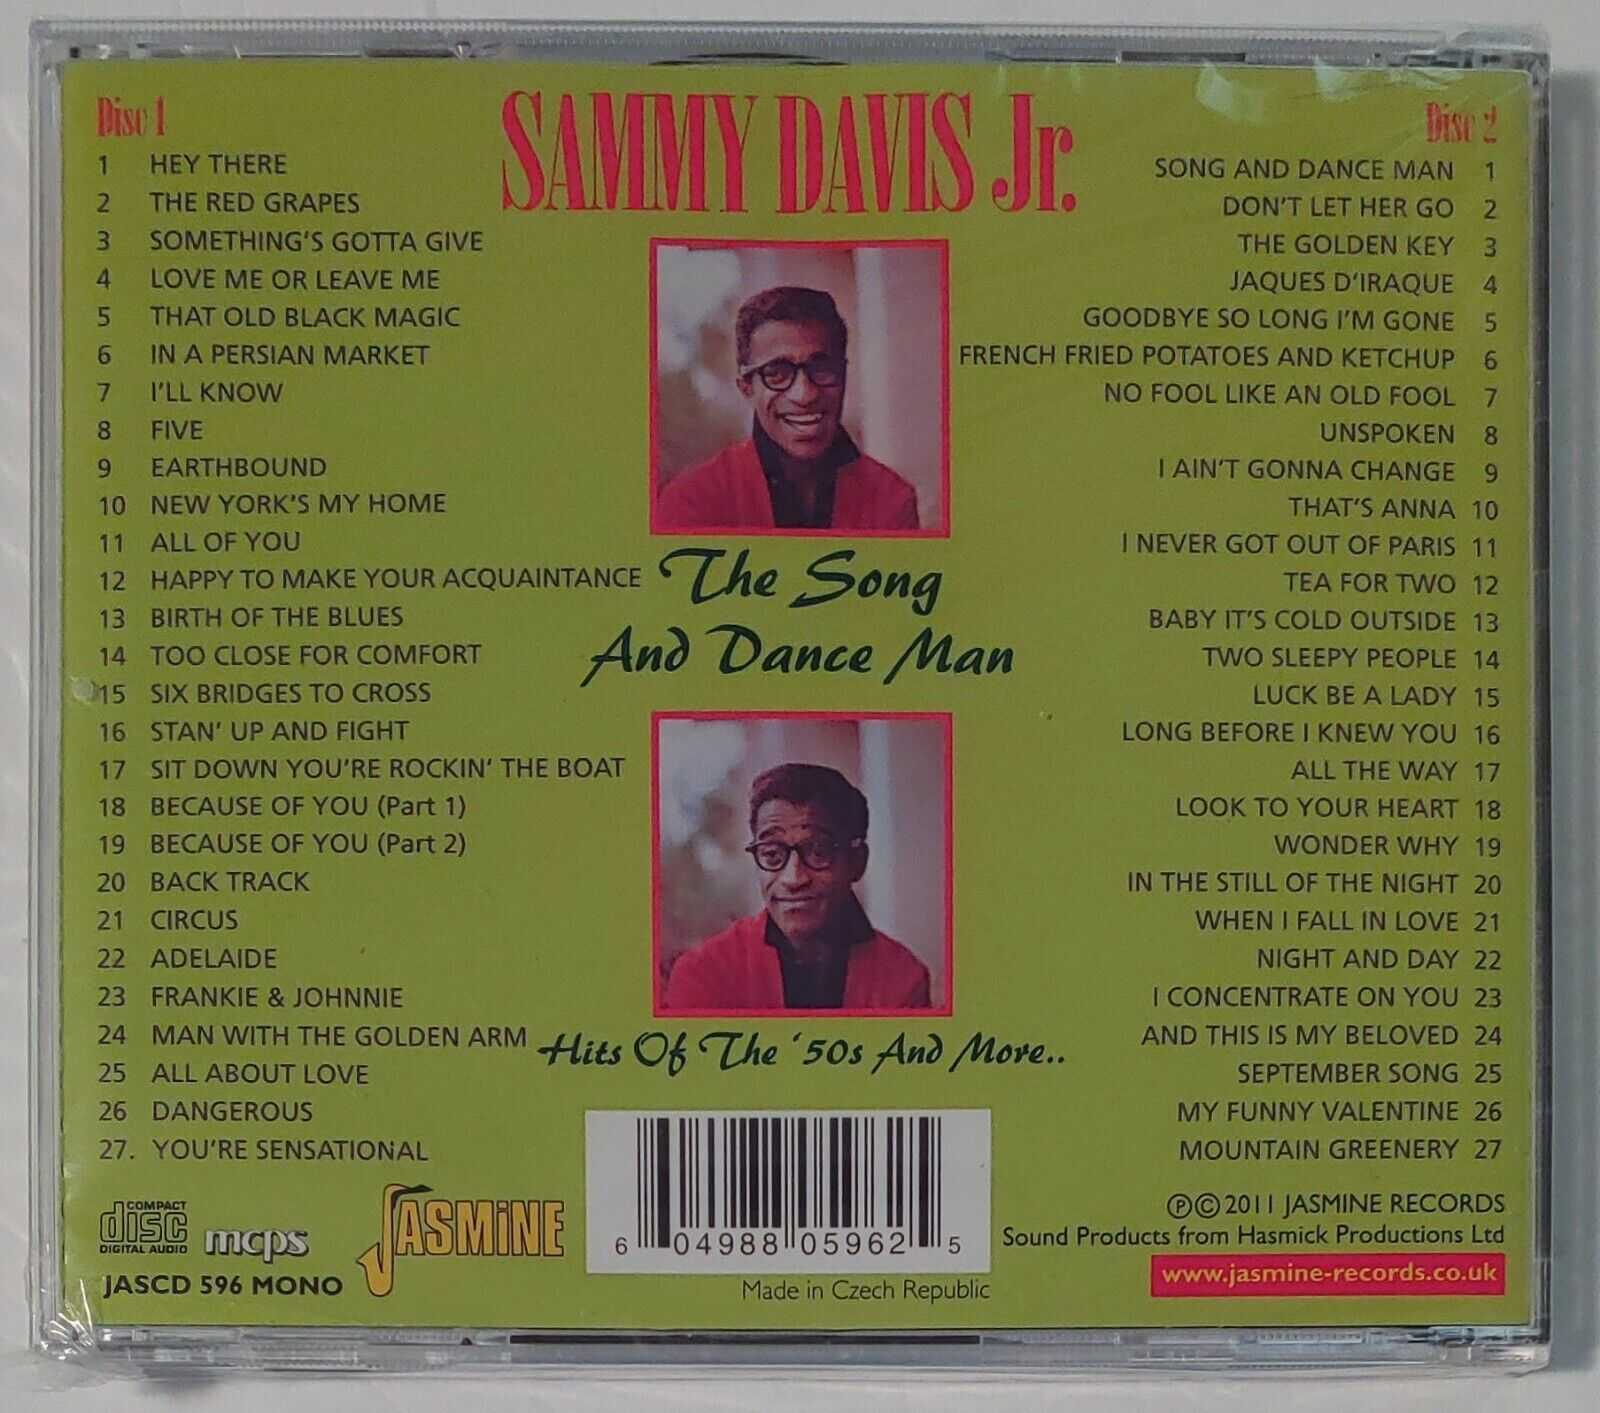 SAMMY DAVIS Jr.
Disc 1
1 HEY THERE
2 THE RED GRAPES
3 SOMETHING'S GOTTA GIVE
4 LOVE ME OR LEAVE ME
5 THAT OLD BLACK MAGIC
6 IN A PERSIAN MARKET
7 I'LL KNOW
8 FIVE
9 EARTHBOUND
10 NEW YORK'S MY HOME
11 ALL OF YOU
12 HAPPY TO MAKE YOUR ACQUAINTANCE
13 BIRTH OF THE BLUES
14 TOO CLOSE FOR COMFORT
15 SIX BRIDGES TO CROSS
16 STAN' UP AND FIGHT
17 SIT DOWN YOU'RE ROCKIN' THE BOAT
18 BECAUSE OF YOU (Part 1)
19 BECAUSE OF YOU (Part 2)
20 BACK TRACK
21 CIRCUS
22 ADELAIDE
23 FRANKIE & JOHNNIE
24 MAN WITH THE GOLDEN ARM
25 ALL ABOUT LOVE
26 DANGEROUS
27. YOU'RE SENSATIONAL
The Song
And Dance Man
Hits Of The '50s And More..
Disc 2
SONG AND DANCE MAN 1
DON'T LET HER GO 2
THE GOLDEN KEY 3
JAQUES D'IRAQUE 4
GOODBYE SO LONG I'M GONE 5
FRENCH FRIED POTATOES AND KETCHUP 6
NO FOOL LIKE AN OLD FOOL 7
UNSPOKEN 8
I AIN'T GONNA CHANGE 9
THAT'S ANNA 10
I NEVER GOT OUT OF PARIS 11
TEA FOR TWO 12
BABY IT'S COLD OUTSIDE 13
TWO SLEEPY PEOPLE 14
LUCK BE A LADY 15
LONG BEFORE I KNEW YOU 16
ALL THE WAY 17
LOOK TO YOUR HEART 18
WONDER WHY 19
IN THE STILL OF THE NIGHT 20
WHEN I FALL IN LOVE 21
NIGHT AND DAY 22
I CONCENTRATE ON YOU 23
AND THIS IS MY BELOVED 24
SEPTEMBER SONG 25
MY FUNNY VALENTINE 26
MOUNTAIN GREENERY 27
COMPACT
disc
DIGITAL AUDIO
mcps
JASMiNE
JASCD 596 MONO
6 04988 05962 5
Made in Czech Republic
℗©2011 JASMINE RECORDS
Sound Products from Hasmick Productions Ltd
www.jasmine-records.co.uk